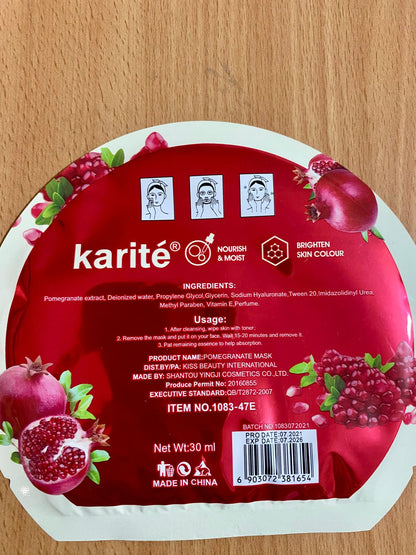 karité®
NOURISH
& MOIST
BRIGHTEN
SKIN COLOUR
INGREDIENTS:
Pomegranate extract, Deionized water, Propylene Glycol,Glycerin, Sodium Hyaluronate,Tween 20,Imidazolidinyl Urea,
Methyl Paraben, Vitamin E,Perfume.
Usage:
1. After cleansing, wipe skin with toner.
2. Remove the mask and put it on your face. Wait 15-20 minutes and remove it.
3. Pat remaining essence to help absorption.
PRODUCT NAME:POMEGRANATE MASK
DIST.BY/PA: KISS BEAUTY INTERNATIONAL
MADE BY: SHANTOU YINGJI COSMETICS CO.,LTD.
Produce Permit No: 20160855
EXECUTIVE STANDARD:QB/T2872-2007
ITEM NO.1083-47E
BATCH NO:1083072021
PRO DATE:07.2021
EXP DATE:07.2026
Net Wt:30 ml
MADE IN CHINA
6 903072 381654